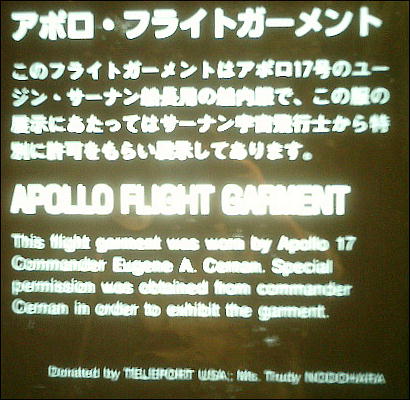 アポロ・フライトガーメント
このフライトガーメントはアポロ17号のユー
ジン・サーナン船長用の船内服で、この服の
展示にあたってはサーナン宇宙飛行士から特
別に許可をもらい展示してあります。
APOLLO FLIGHT GARMENT
This flight garment was worn by Apollo 17
Commander Eugene A. Cernan. Special
permission was obtained from commander
Cernan in order to exhibit the garment.
Donated by TELEPORT USA; Ms. Trudy NODOHARA